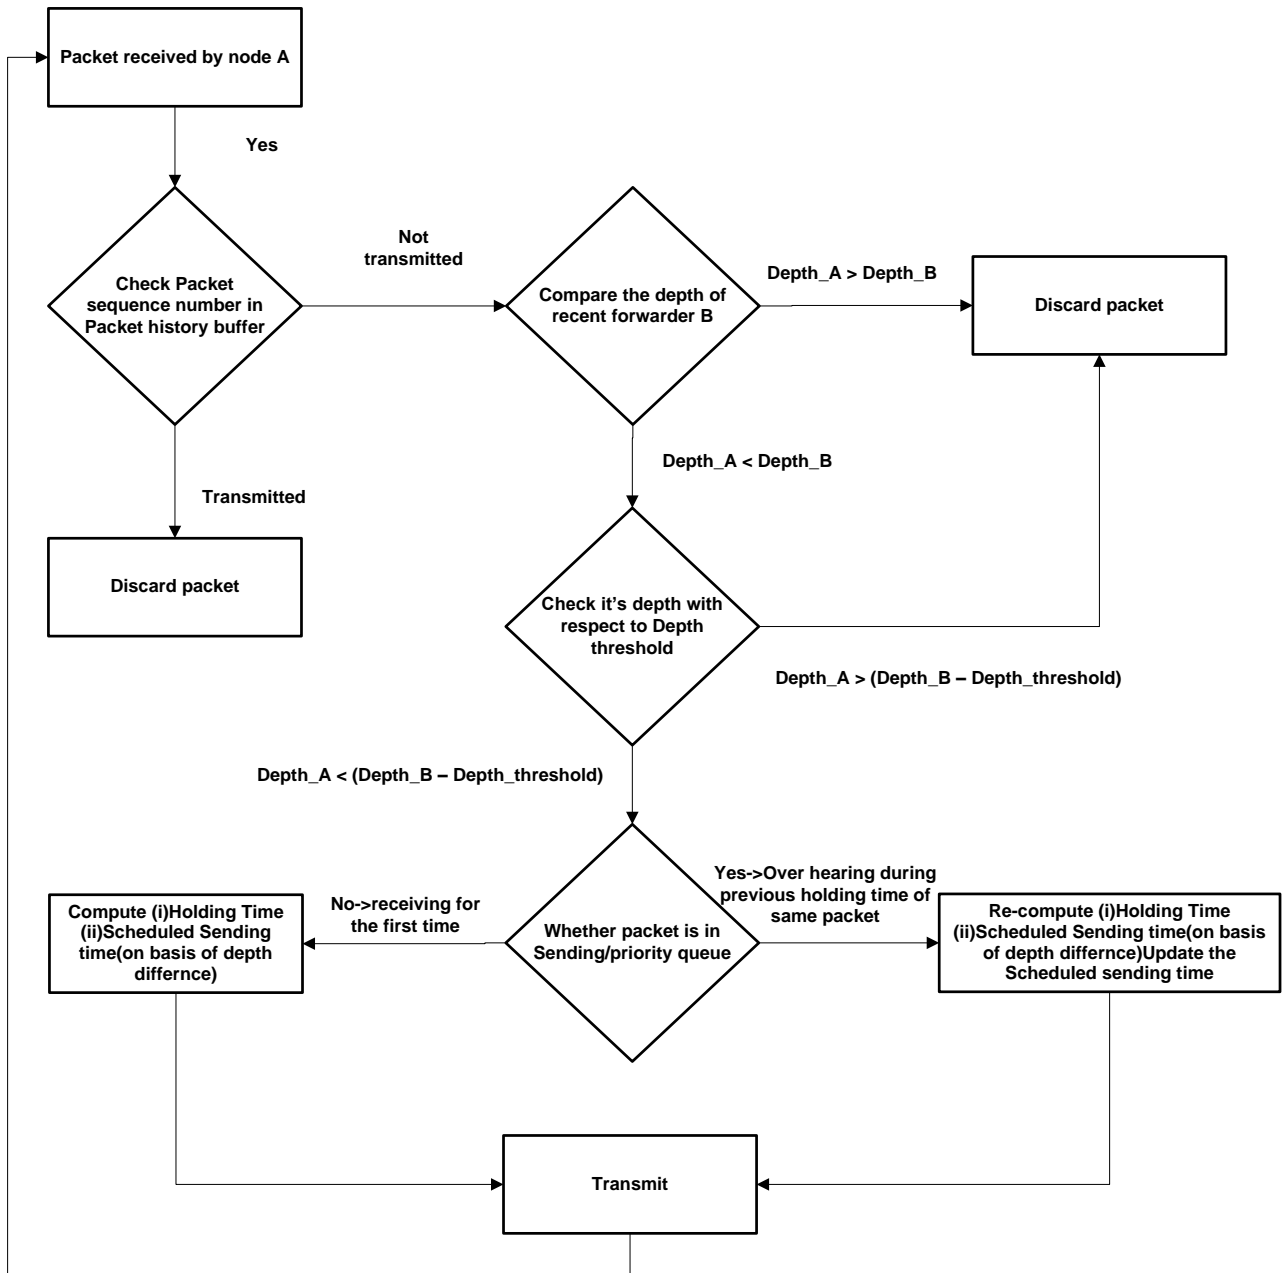 Packet received by node A
Yes
Not
transmitted
Check Packet
sequence number in
Packet history buffer
Compare the depth of
recent forwarder B
Depth_A > Depth_B
Discard packet
Depth_A < Depth_B
Transmitted
Discard packet
Check it’s depth with
respect to Depth
threshold
Depth_A > (Depth_B – Depth_threshold)
Depth_A < (Depth_B – Depth_threshold)
No->receiving for
the first time
Whether packet is in
Sending/priority queue
Yes->Over hearing during
previous holding time of
same packet
Compute (i)Holding Time
(ii)Scheduled Sending
time(on basis of depth
differnce)
Re-compute (i)Holding Time
(ii)Scheduled Sending time(on basis
of depth differnce)Update the
Scheduled sending time
Transmit